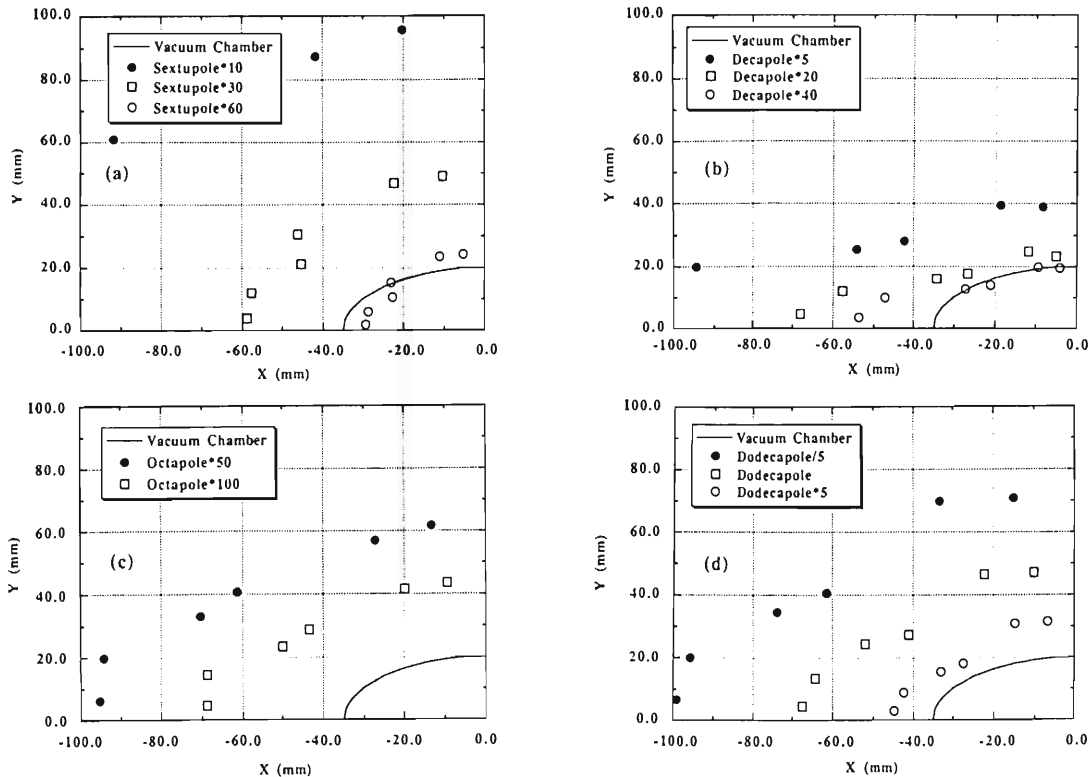 100.0
80.0
60.0
40.0
20.0
0.0
Y (mm)
Vacuum Chamber
Sextupole*10
Sextupole*30
Sextupole*60
(a)
-100.0
-80.0
-60.0
-40.0
-20.0
0.0
X (mm)
100.0
80.0
60.0
40.0
20.0
0.0
Y (mm)
Vacuum Chamber
Decapole*5
Decapole*20
Decapole*40
(b)
-100.0
-80.0
-60.0
-40.0
-20.0
0.0
X (mm)
100.0
80.0
60.0
40.0
20.0
0.0
Y (mm)
Vacuum Chamber
Octapole*50
Octapole*100
(c)
-100.0
-80.0
-60.0
-40.0
-20.0
0.0
X (mm)
100.0
80.0
60.0
40.0
20.0
0.0
Y (mm)
Vacuum Chamber
Dodecapole/5
Dodecapole
Dodecapole*5
(d)
-100.0
-80.0
-60.0
-40.0
-20.0
0.0
X (mm)